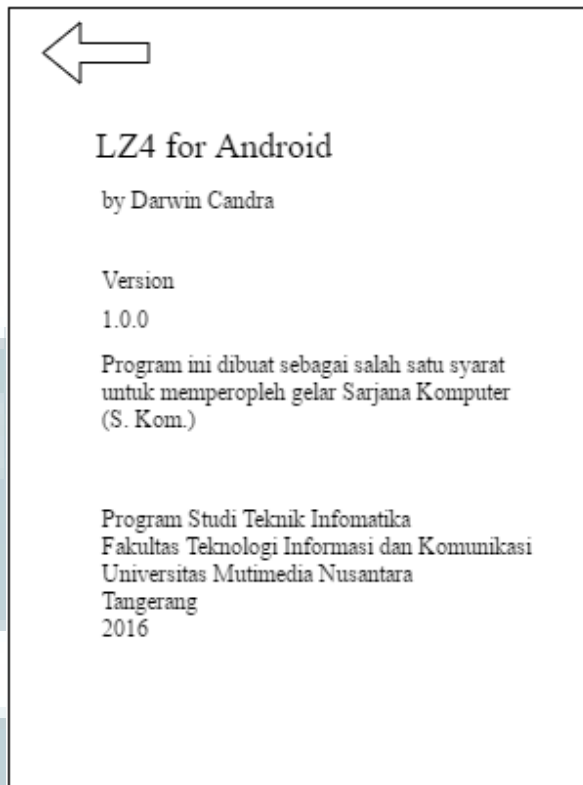 LZ4 for Android
by Darwin Candra
Version
1.0.0
Program ini dibuat sebagai salah satu syarat
untuk memperopleh gelar Sarjana Komputer
(S. Kom.)
Program Studi Teknik Infomatika
Fakultas Teknologi Informasi dan Komunikasi
Universitas Mutimedia Nusantara
Tangerang
2016